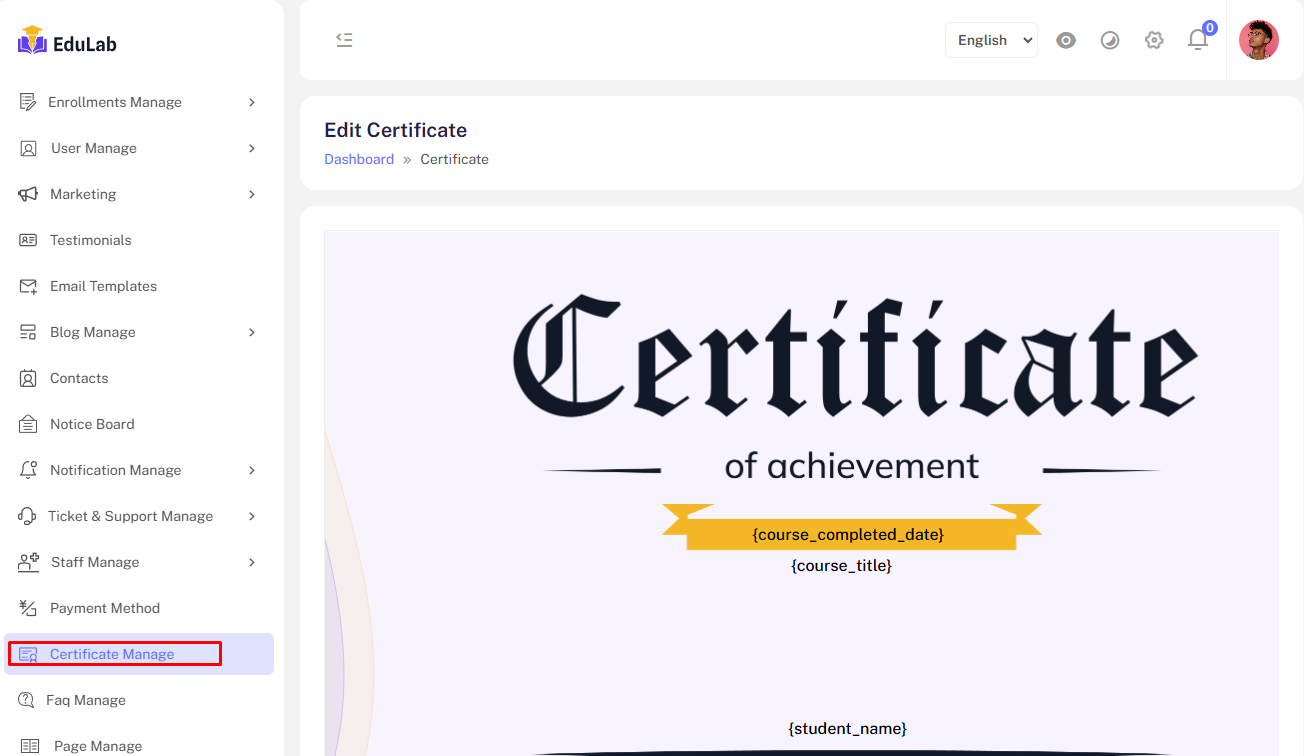 EduLab
Enrollments Manage
User Manage
Marketing
Testimonials
Email Templates
Blog Manage
Contacts
Notice Board
Notification Manage
Ticket & Support Manage
Staff Manage
Payment Method
Certificate Manage
Faq Manage
Page Manage
English
0
Edit Certificate
Dashboard » Certificate
Certificate
of achievement
{course_completed_date}
{course_title}
{student_name}